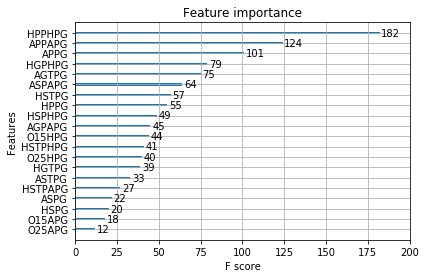 Feature importance
Features
HPPHPG 182
APPAPG 124
APPG 101
HGPHPG 79
AGTPG 75
ASPAPG 64
HSTPG 57
HPPG 55
HSPHPG 49
AGPAPG 45
O15HPG 44
HSTPHPG 41
O25HPG 40
HGTPG 39
ASTPG 33
HSTPAPG 27
ASPG 22
HSPG 20
O15APG 18
O25APG 12
0 25 50 75 100 125 150 175 200
F score